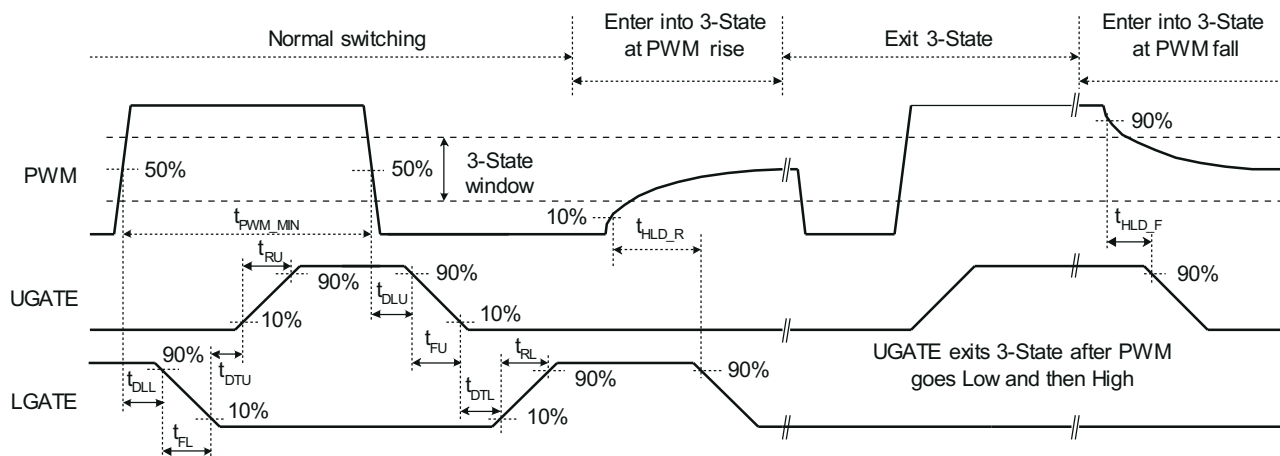 Normal switching
Enter into 3-State
at PWM rise
Exit 3-State
Enter into 3-State
at PWM fall
PWM
50%
50%
3-State
window
90%
10%
tPWM_MIN
tHLD_R
tHLD_F
UGATE
tRU
90%
10%
tDLU
90%
10%
tFU
90%
LGATE
tDLL
90%
tDTU
10%
tFL
tDTL
tRL
90%
10%
90%
UGATE exits 3-State after PWM
goes Low and then High